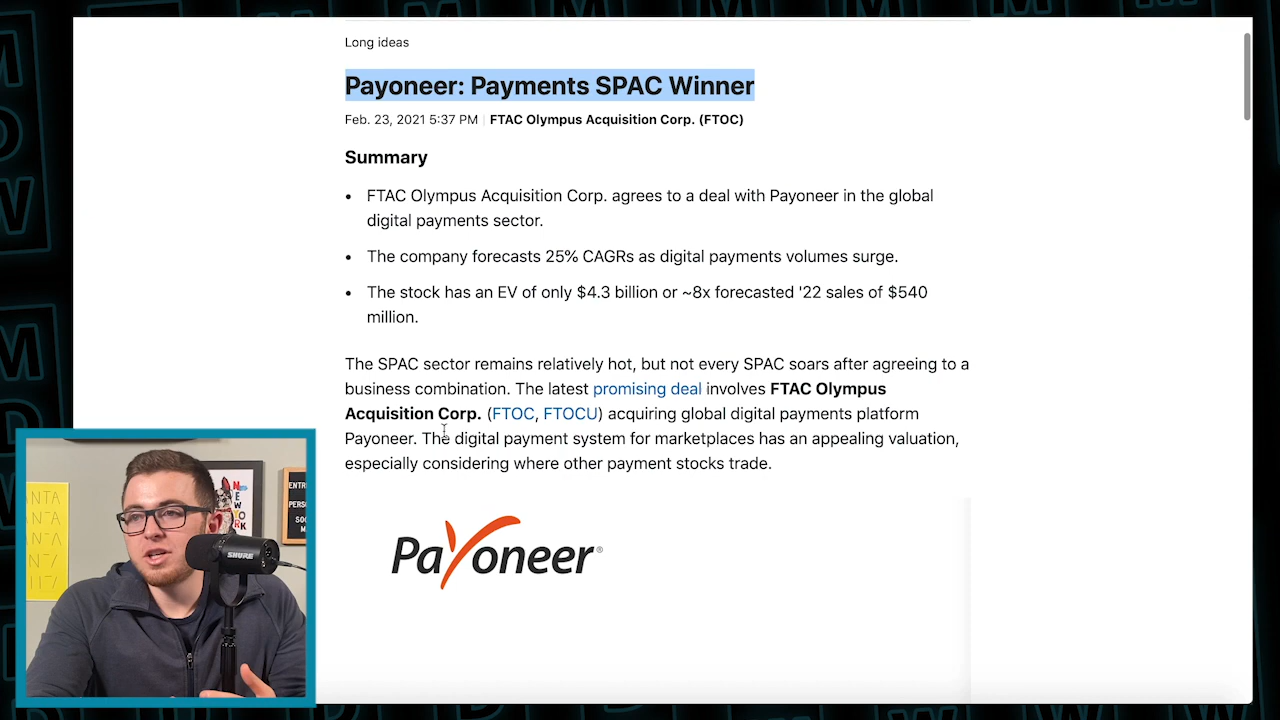 Long ideas
Payoneer: Payments SPAC Winner
Feb. 23, 2021 5:37 PM | FTAC Olympus Acquisition Corp. (FTOC)
Summary
• FTAC Olympus Acquisition Corp. agrees to a deal with Payoneer in the global
digital payments sector.
• The company forecasts 25% CAGRs as digital payments volumes surge.
• The stock has an EV of only $4.3 billion or ~8x forecasted '22 sales of $540
million.
The SPAC sector remains relatively hot, but not every SPAC soars after agreeing to a
business combination. The latest promising deal involves FTAC Olympus
Acquisition Corp. (FTOC, FTOCU) acquiring global digital payments platform
Payoneer. The digital payment system for marketplaces has an appealing valuation,
especially considering where other payment stocks trade.
Payoneer®
NEW
YORK
SHURE